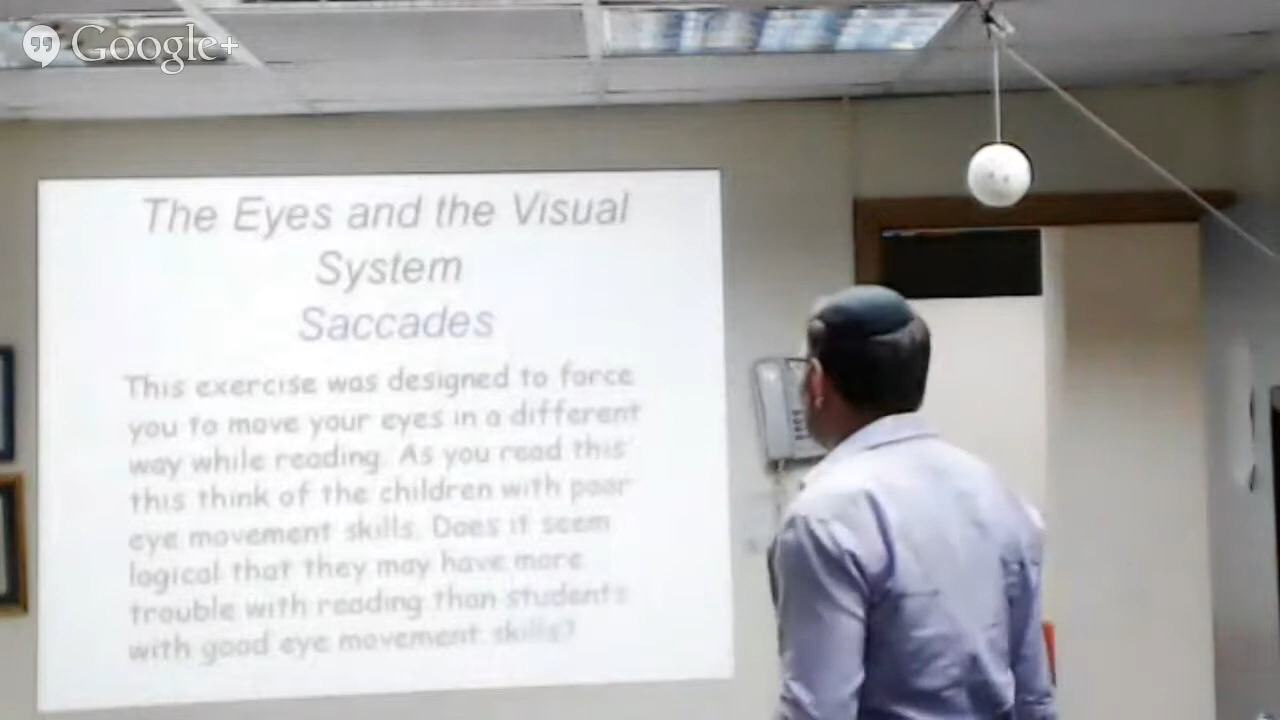 Google+
The Eyes and the Visual
System
Saccades
This exercise was designed to force
you to move your eyes in a different
way while reading. As you read this
this think of the children with poor
eye movement skills. Does it seem
logical that they may have more
trouble with reading than students
with good eye movement skills?